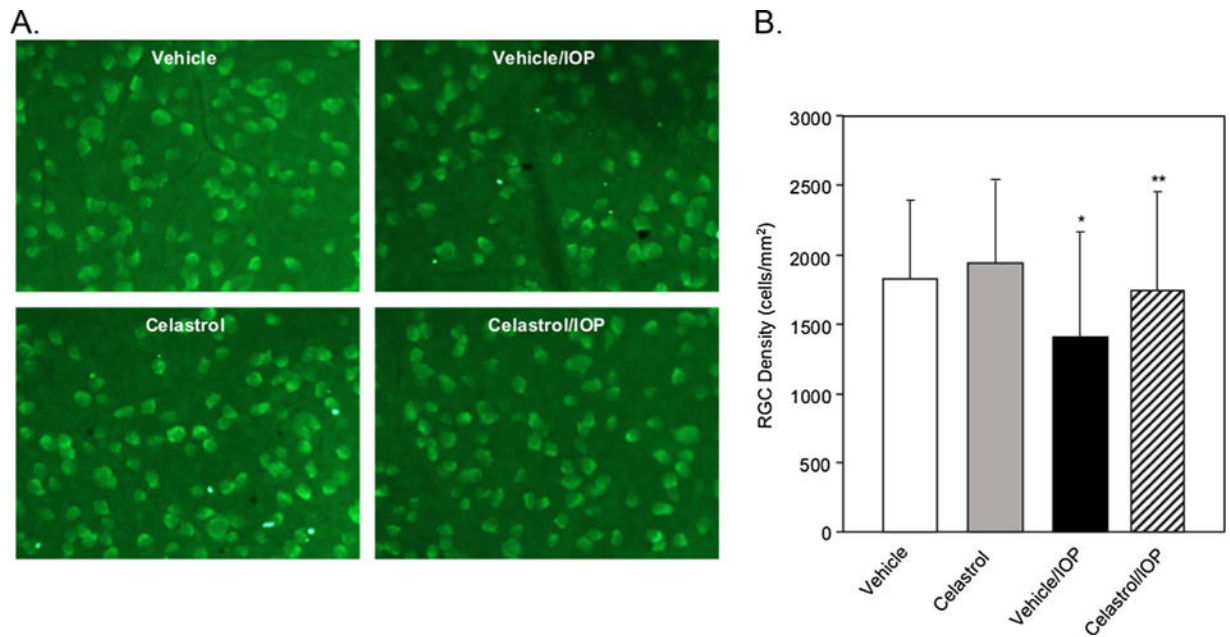 A.
Vehicle
Vehicle/IOP
Celastrol
Celastrol/IOP
B.
RGC Density (cells/mm²)
3000
2500
2000
1500
1000
500
0
*
**
Vehicle
Celastrol
Vehicle/IOP
Celastrol/IOP